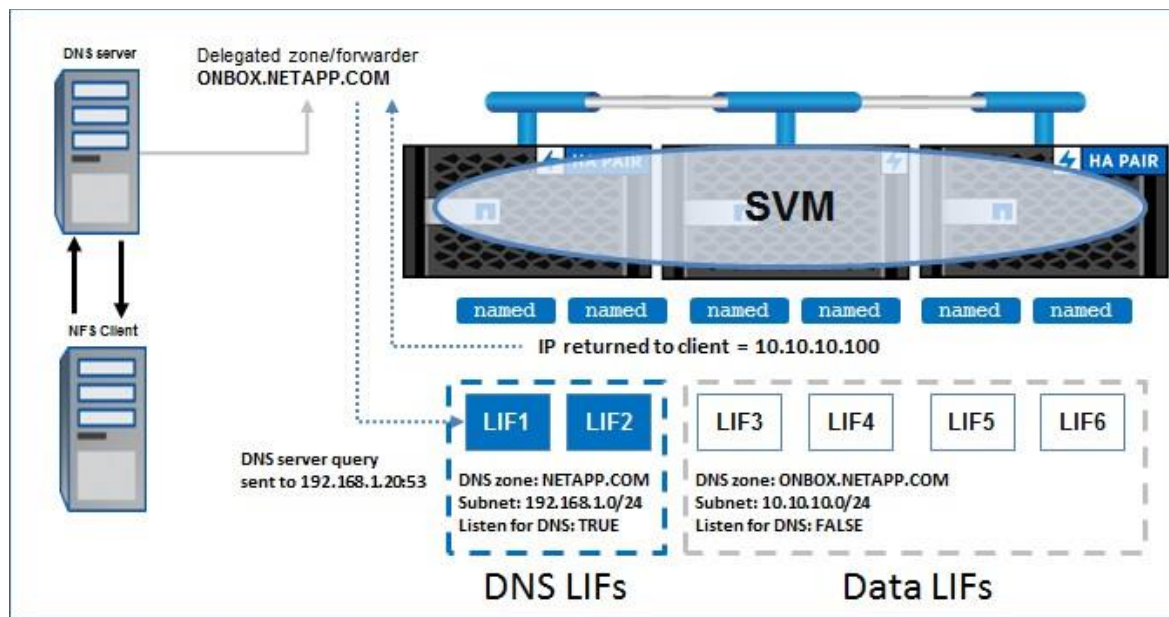 DNS server
Delegated zone/forwarder
ONBOX.NETAPP.COM
HA PAIR
HA PAIR
SVM
NFS Client
named
named
named
named
named
named
IP returned to client = 10.10.10.100
LIF1
LIF2
LIF3
LIF4
LIF5
LIF6
DNS server query
sent to 192.168.1.20:53
DNS zone: NETAPP.COM
Subnet: 192.168.1.0/24
Listen for DNS: TRUE
DNS zone: ONBOX.NETAPP.COM
Subnet: 10.10.10.0/24
Listen for DNS: FALSE
DNS LIFs
Data LIFs